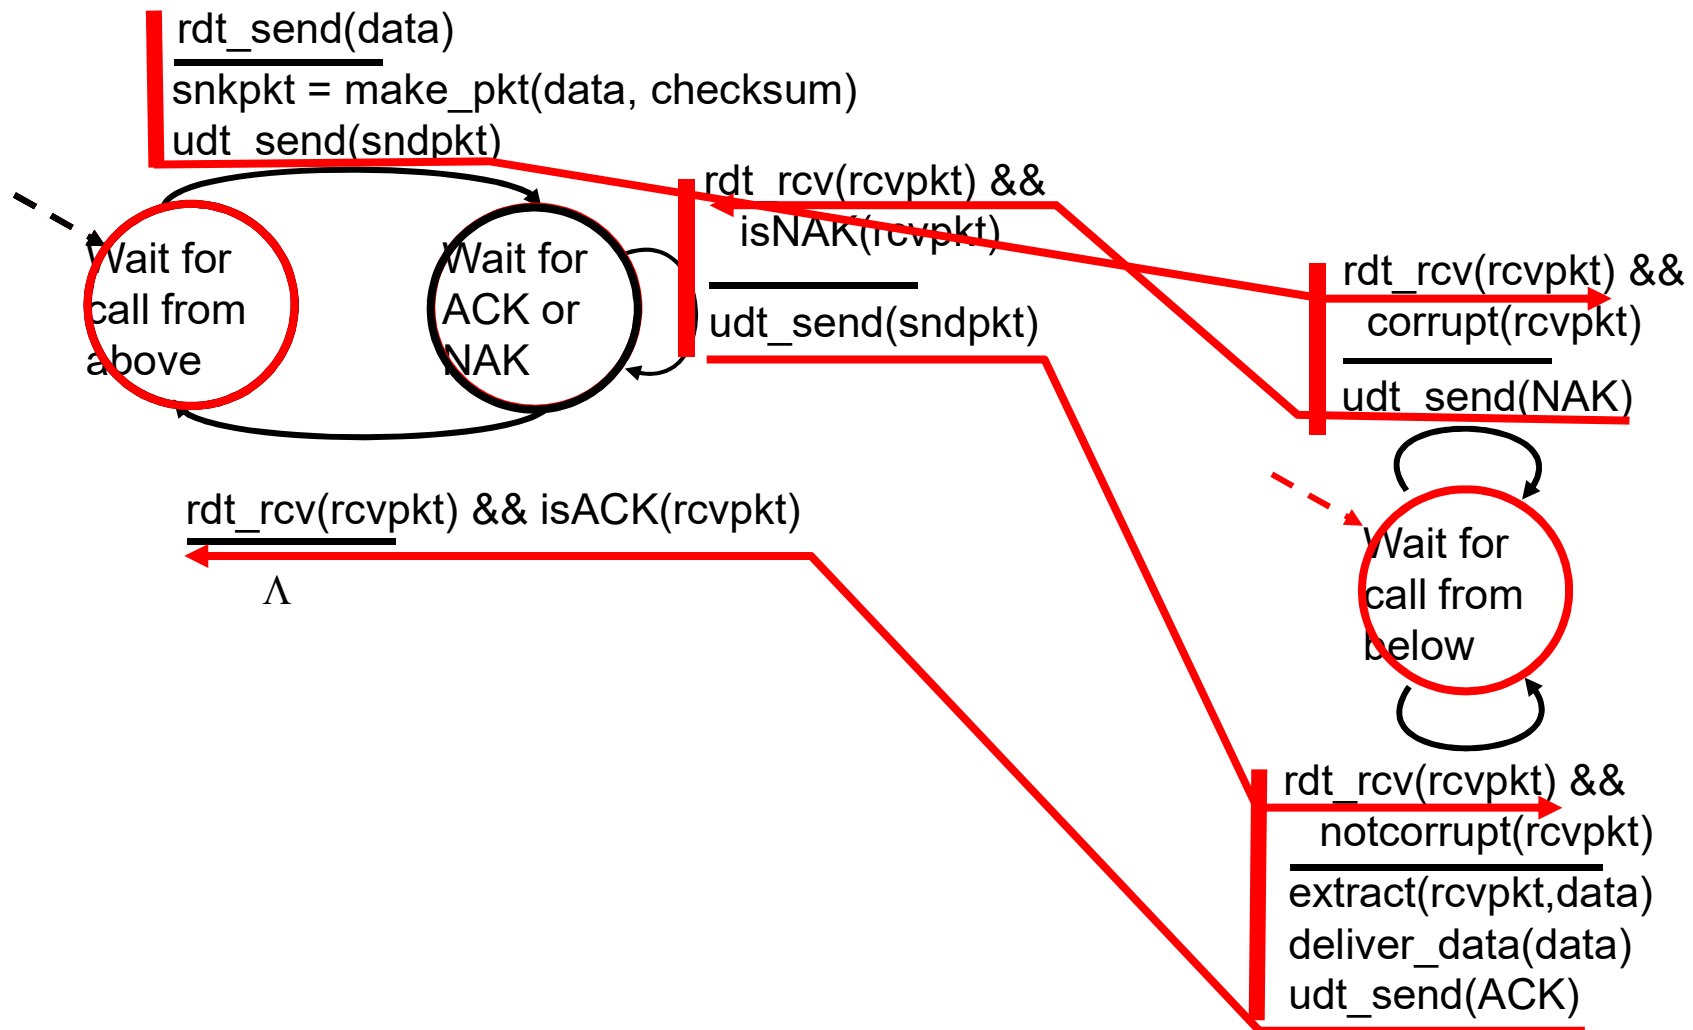 rdt_send(data)
snkpkt = make_pkt(data, checksum)
udt_send(sndpkt)
rdt_rcv(rcvpkt) &&
isNAK(rcvpkt)
udt_send(sndpkt)
Wait for
call from
above
Wait for
ACK or
NAK
rdt_rcv(rcvpkt) && isACK(rcvpkt)
Λ
rdt_rcv(rcvpkt) &&
corrupt(rcvpkt)
udt_send(NAK)
Wait for
call from
below
rdt_rcv(rcvpkt) &&
notcorrupt(rcvpkt)
extract(rcvpkt,data)
deliver_data(data)
udt_send(ACK)